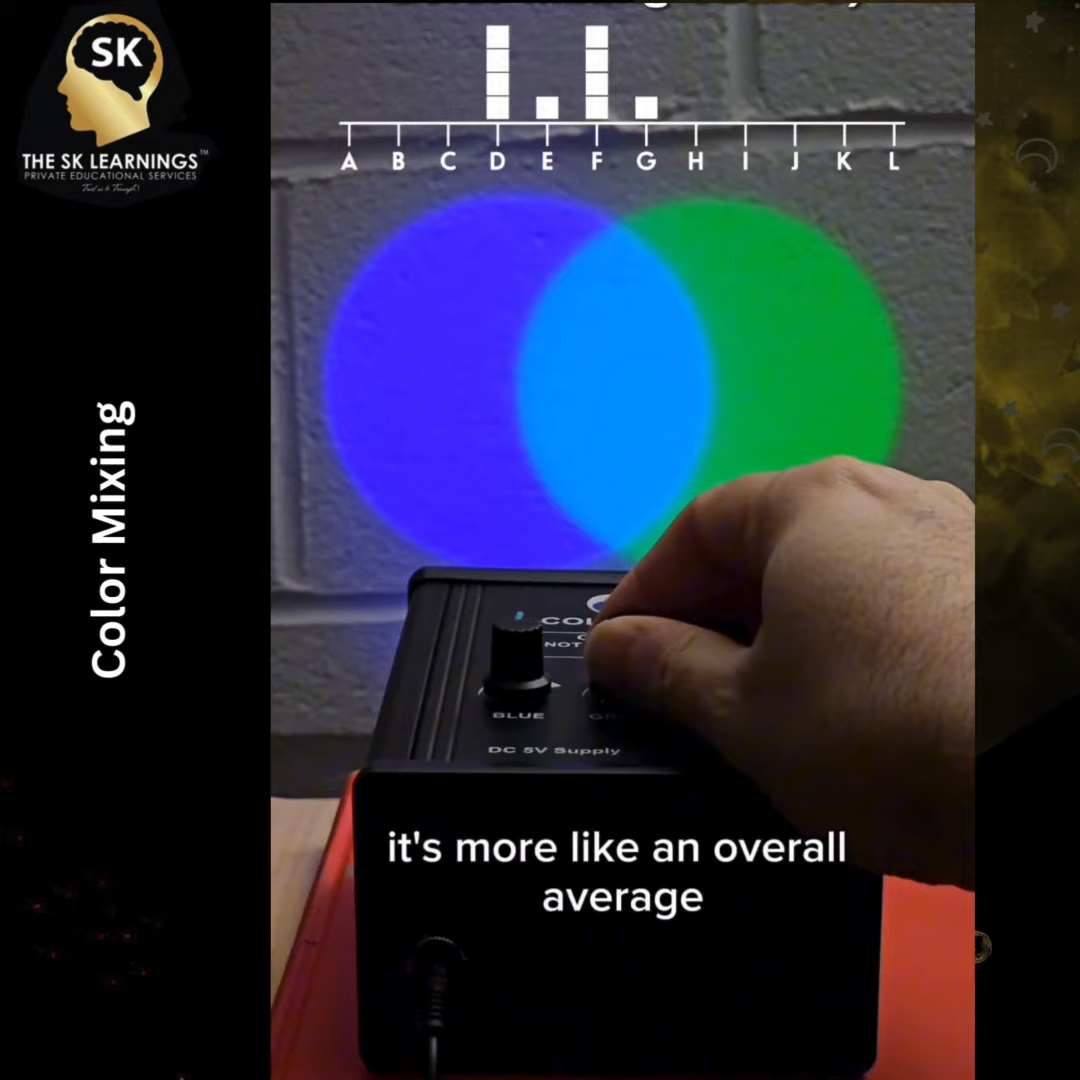 SK
THE SK LEARNINGS™
PRIVATE EDUCATIONAL SERVICES
Color Mixing
A B C D E F G H I J K L
BLUE
DC 5V Supply
it's more like an overall
average